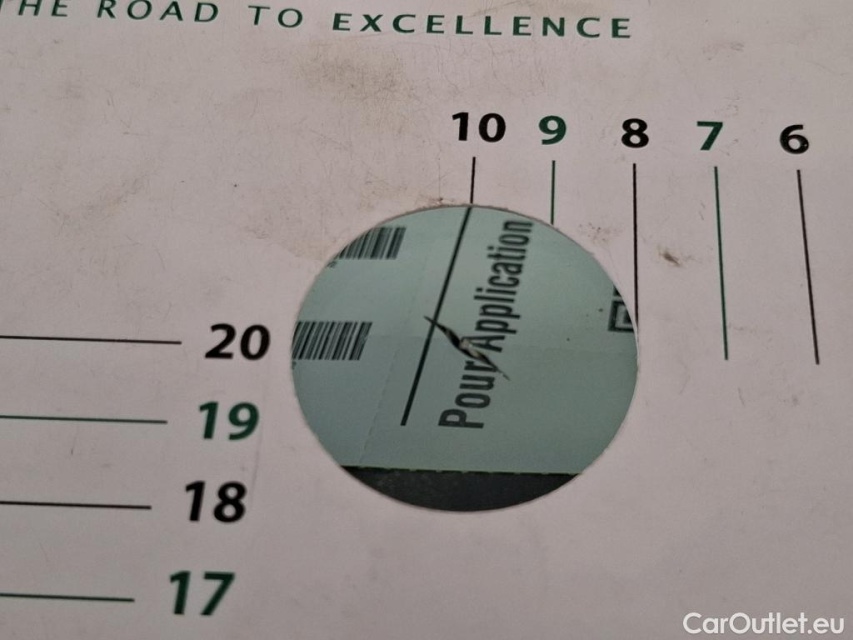 THE ROAD TO EXCELLENCE
10 9 8 7 6
Pour Application
20
19
18
17
CarOutlet.eu